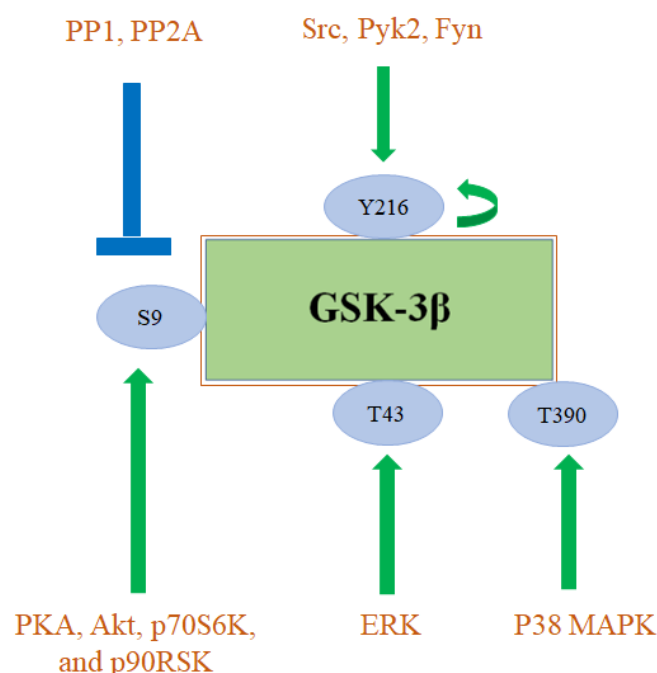 PP1, PP2A
Src, Pyk2, Fyn
Y216
GSK-3β
S9
T43
T390
PKA, Akt, p70S6K,
and p90RSK
ERK
P38 MAPK